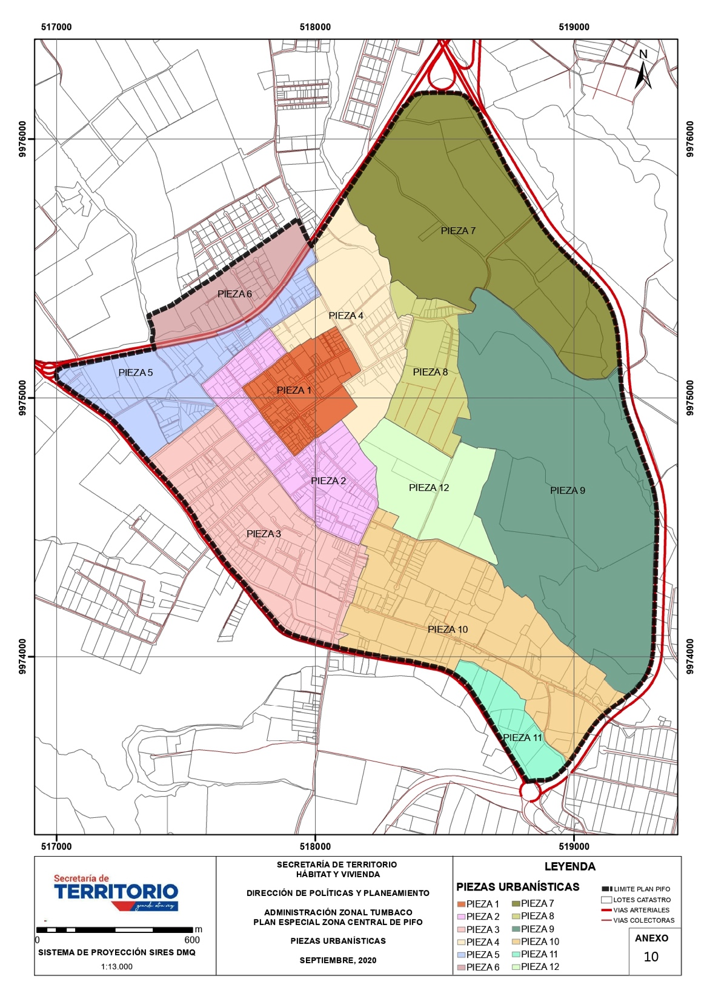 517000
518000
519000
N
9976000
9976000
PIEZA 7
PIEZA 6
PIEZA 4
PIEZA 5
PIEZA 8
PIEZA 1
9975000
9975000
PIEZA 2
PIEZA 12
PIEZA 9
PIEZA 3
PIEZA 10
9974000
9974000
PIEZA 11
517000
518000
519000
Secretaría de
TERRITORIO
grande otra vez
m
0
600
SISTEMA DE PROYECCIÓN SIRES DMQ
1:13.000
SECRETARÍA DE TERRITORIO
HÁBITAT Y VIVIENDA
DIRECCIÓN DE POLÍTICAS Y PLANEAMIENTO
ADMINISTRACIÓN ZONAL TUMBACO
PLAN ESPECIAL ZONA CENTRAL DE PIFO
PIEZAS URBANÍSTICAS
SEPTIEMBRE, 2020
LEYENDA
PIEZAS URBANÍSTICAS
PIEZA 1
PIEZA 2
PIEZA 3
PIEZA 4
PIEZA 5
PIEZA 6
PIEZA 7
PIEZA 8
PIEZA 9
PIEZA 10
PIEZA 11
PIEZA 12
LIMITE PLAN PIFO
LOTES CATASTRO
VIAS ARTERIALES
VIAS COLECTORAS
ANEXO
10